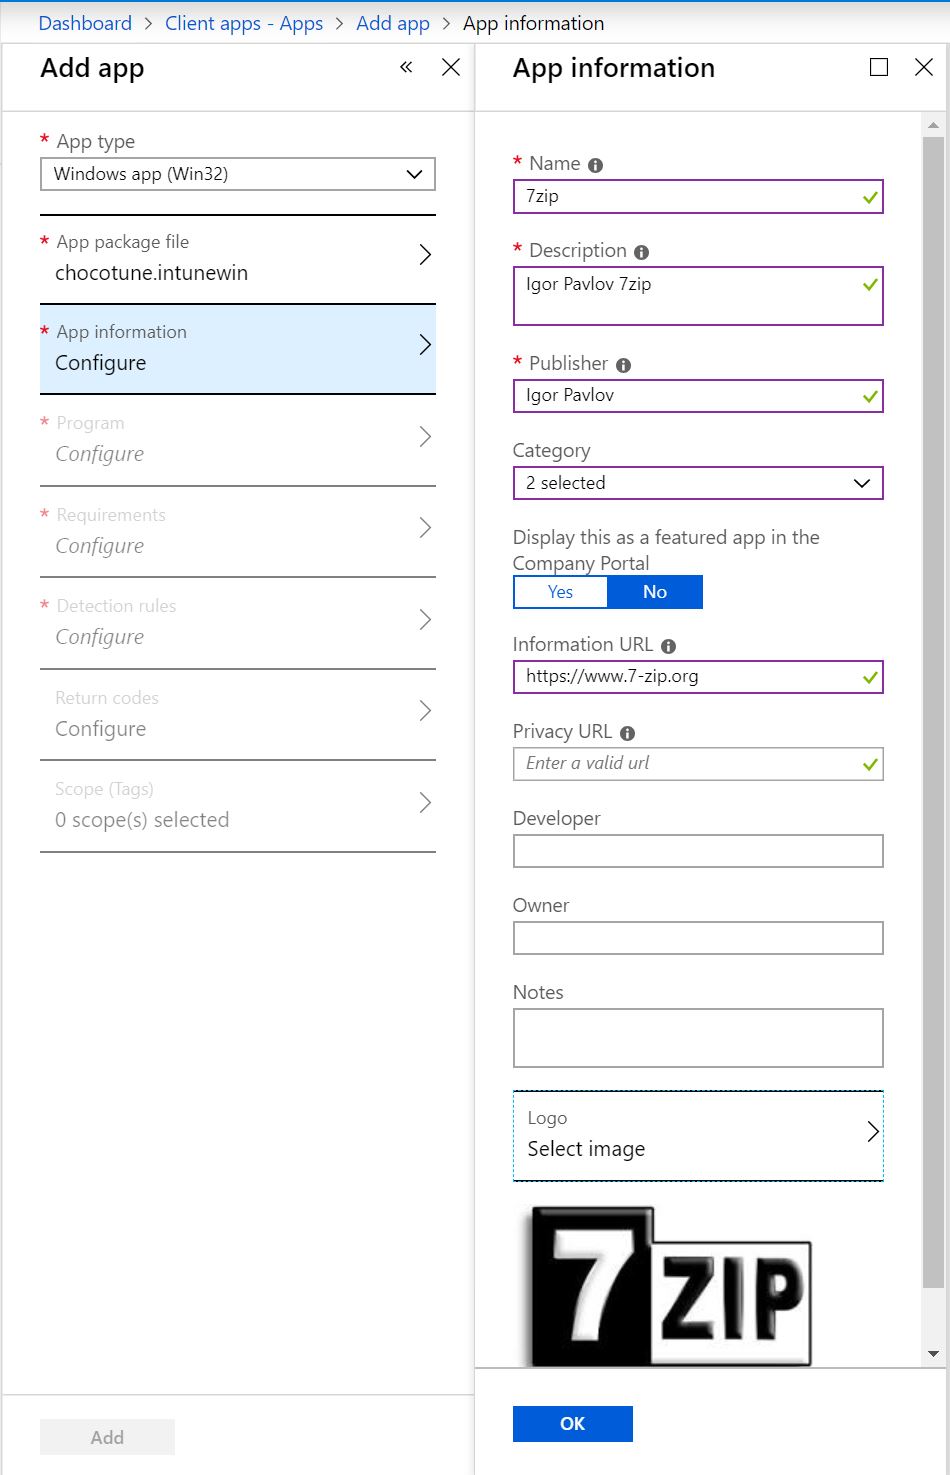 Dashboard > Client apps - Apps > Add app > App information
Add app
* App type
Windows app (Win32)
* App package file
chocotune.intunewin
* App information
Configure
* Program
Configure
* Requirements
Configure
* Detection rules
Configure
Return codes
Configure
Scope (Tags)
0 scope(s) selected
Add
App information
* Name
7zip
* Description
Igor Pavlov 7zip
* Publisher
Igor Pavlov
Category
2 selected
Display this as a featured app in the
Company Portal
Yes No
Information URL
https://www.7-zip.org
Privacy URL
Enter a valid url
Developer
Owner
Notes
Logo
Select image
7ZIP
OK